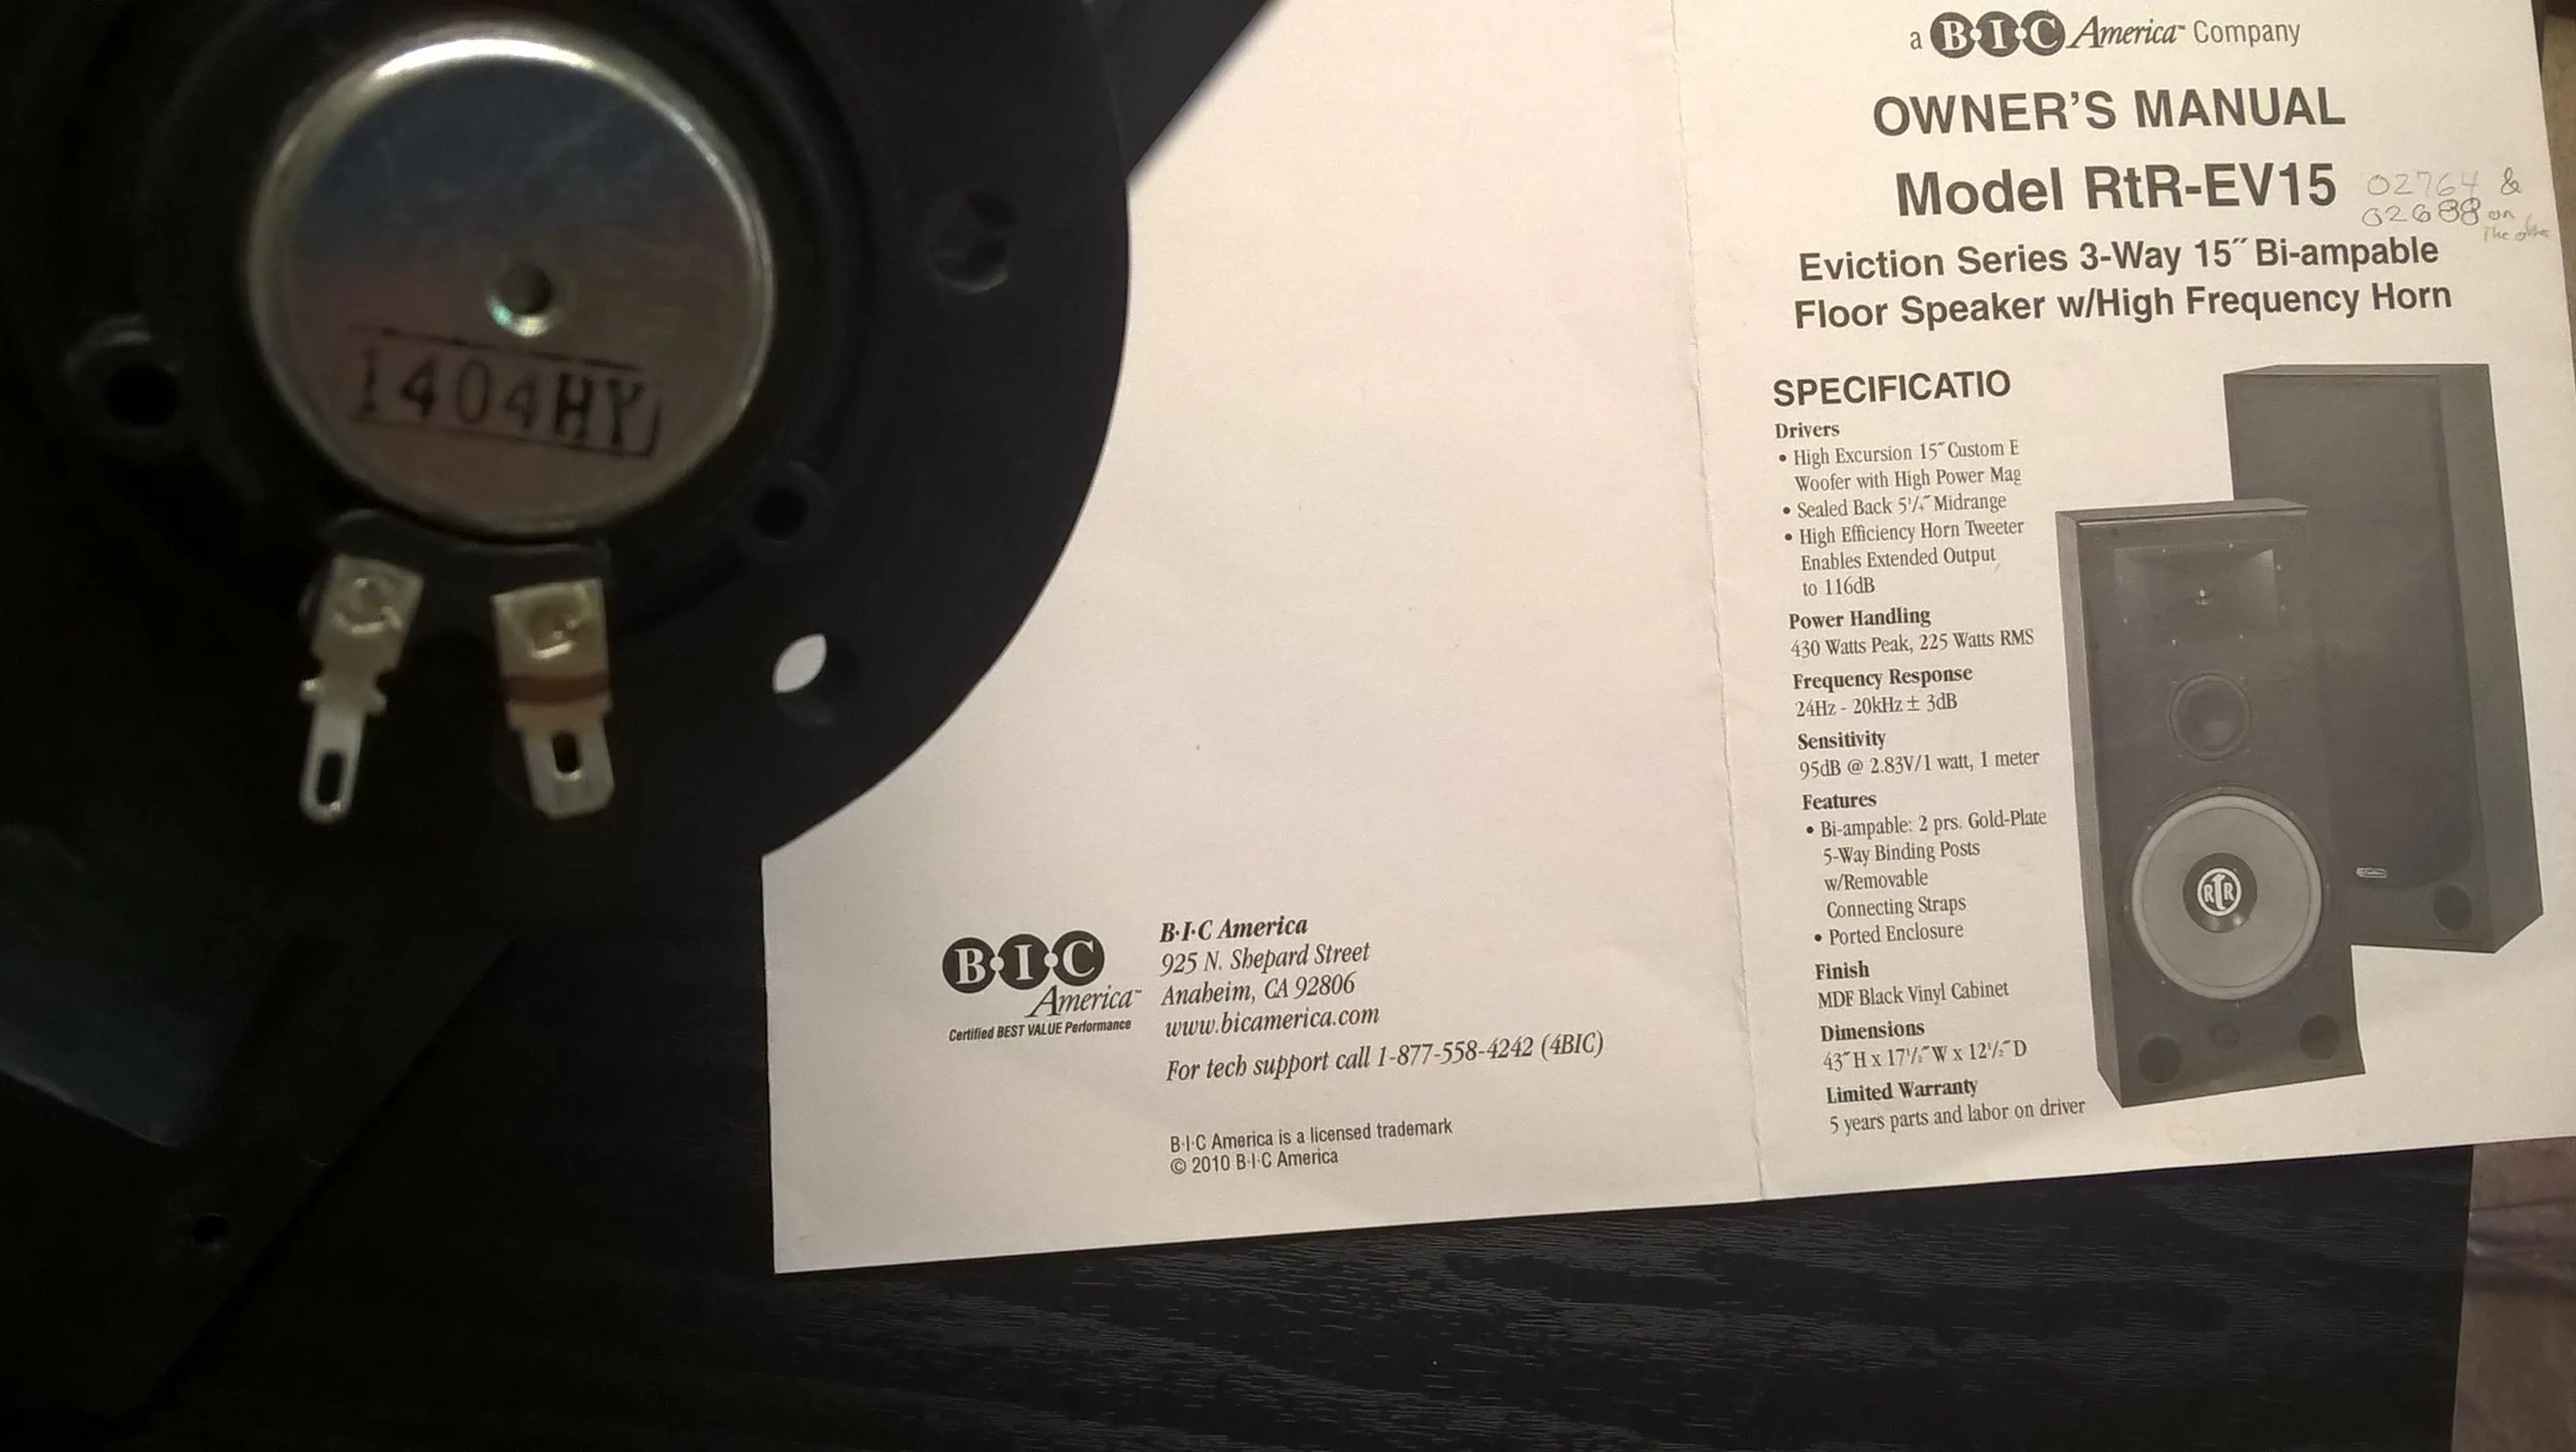 1404HY
a B·I·C America™ Company
OWNER'S MANUAL
Model RtR-EV15
02764 &
02688 on
the other
Eviction Series 3-Way 15″ Bi-ampable
Floor Speaker w/High Frequency Horn
SPECIFICATIO
Drivers
• High Excursion 15″ Custom E
Woofer with High Power Mag
• Sealed Back 5¼″ Midrange
• High Efficiency Horn Tweeter
Enables Extended Output
to 116dB
Power Handling
430 Watts Peak, 225 Watts RMS
Frequency Response
24Hz - 20kHz ± 3dB
Sensitivity
95dB @ 2.83V/1 watt, 1 meter
Features
• Bi-ampable: 2 prs. Gold-Plate
5-Way Binding Posts
w/Removable
Connecting Straps
• Ported Enclosure
Finish
MDF Black Vinyl Cabinet
Dimensions
43″H x 17½″W x 12½″D
Limited Warranty
5 years parts and labor on driver
RTR
B·I·C
America™
Certified BEST VALUE Performance
B·I·C America
925 N. Shepard Street
Anaheim, CA 92806
www.bicamerica.com
For tech support call 1-877-558-4242 (4BIC)
B·I·C America is a licensed trademark
© 2010 B·I·C America